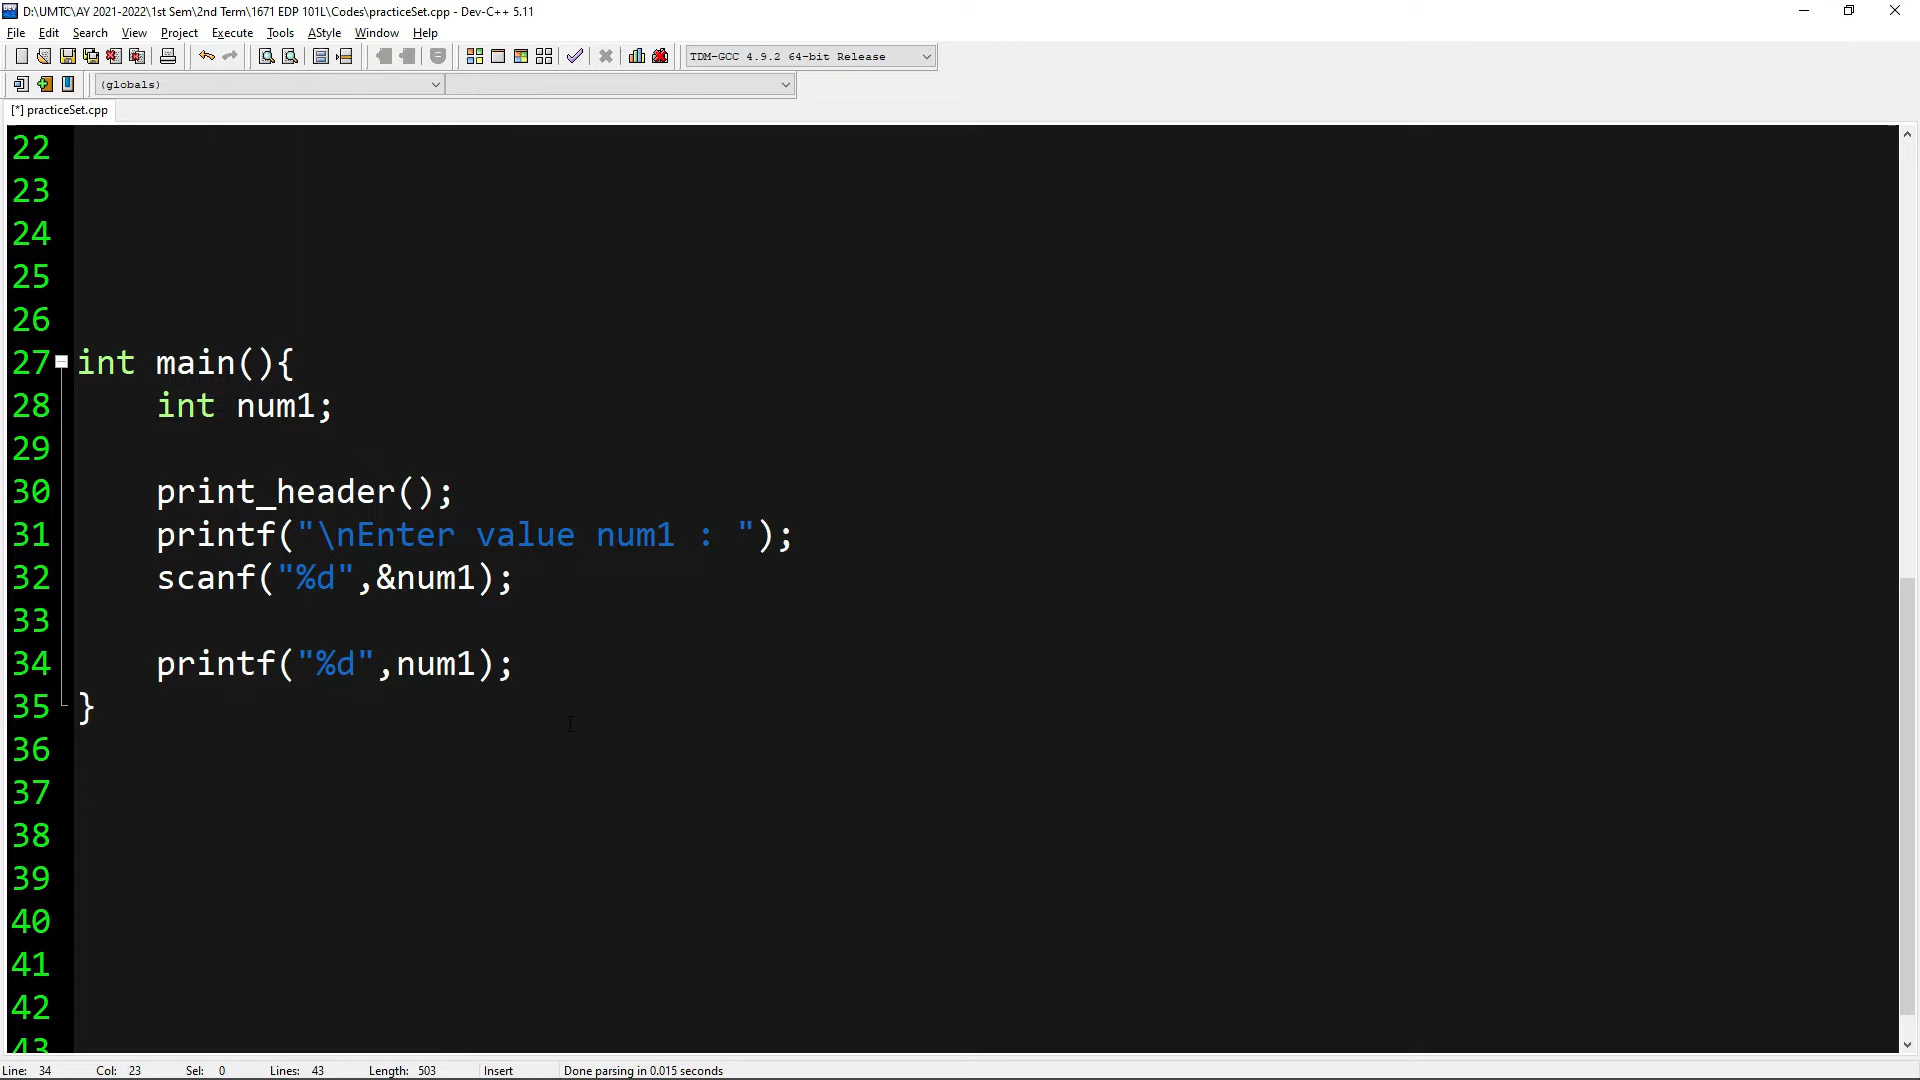 D:\UMTC\AY 2021-2022\1st Sem\2nd Term\1671 EDP 101L\Codes\practiceSet.cpp - Dev-C++ 5.11
File Edit Search View Project Execute Tools AStyle Window Help
TDM-GCC 4.9.2 64-bit Release
(globals)
[*] practiceSet.cpp
22
23
24
25
26
27 int main(){
28 int num1;
29
30 print_header();
31 printf("\nEnter value num1 : ");
32 scanf("%d",&num1);
33
34 printf("%d",num1);
35 }
36
37
38
39
40
41
42
43
Line: 34 Col: 23 Sel: 0 Lines: 43 Length: 503 Insert Done parsing in 0.015 seconds